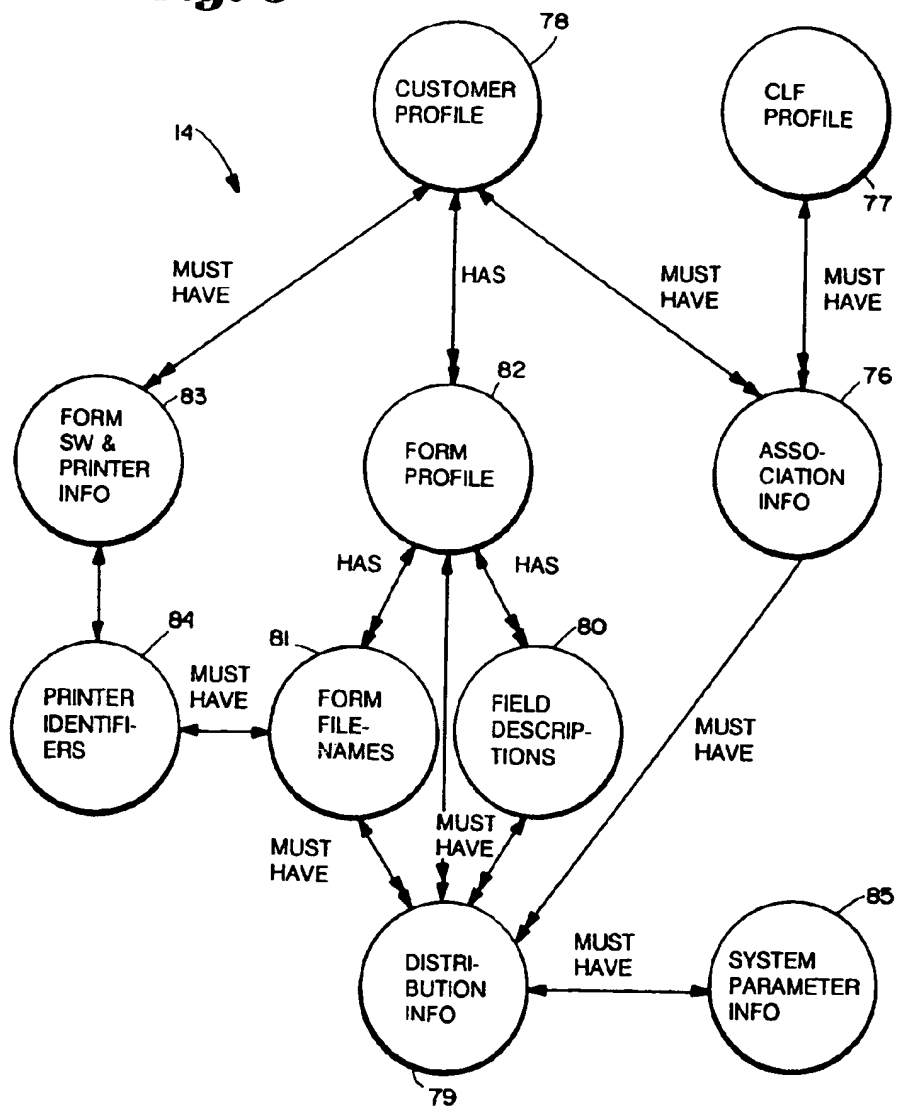 78
CUSTOMER
PROFILE
CLF
PROFILE
14
77
MUST
HAVE
HAS
MUST
HAVE
MUST
HAVE
83
82
76
FORM
SW &
PRINTER
INFO
FORM
PROFILE
ASSO-
CIATION
INFO
HAS
HAS
84
81
80
MUST
HAVE
PRINTER
IDENTIFI-
ERS
FORM
FILE-
NAMES
FIELD
DESCRIP-
TIONS
MUST
HAVE
MUST
HAVE
MUST
HAVE
85
MUST
HAVE
DISTRI-
BUTION
INFO
SYSTEM
PARAMETER
INFO
79